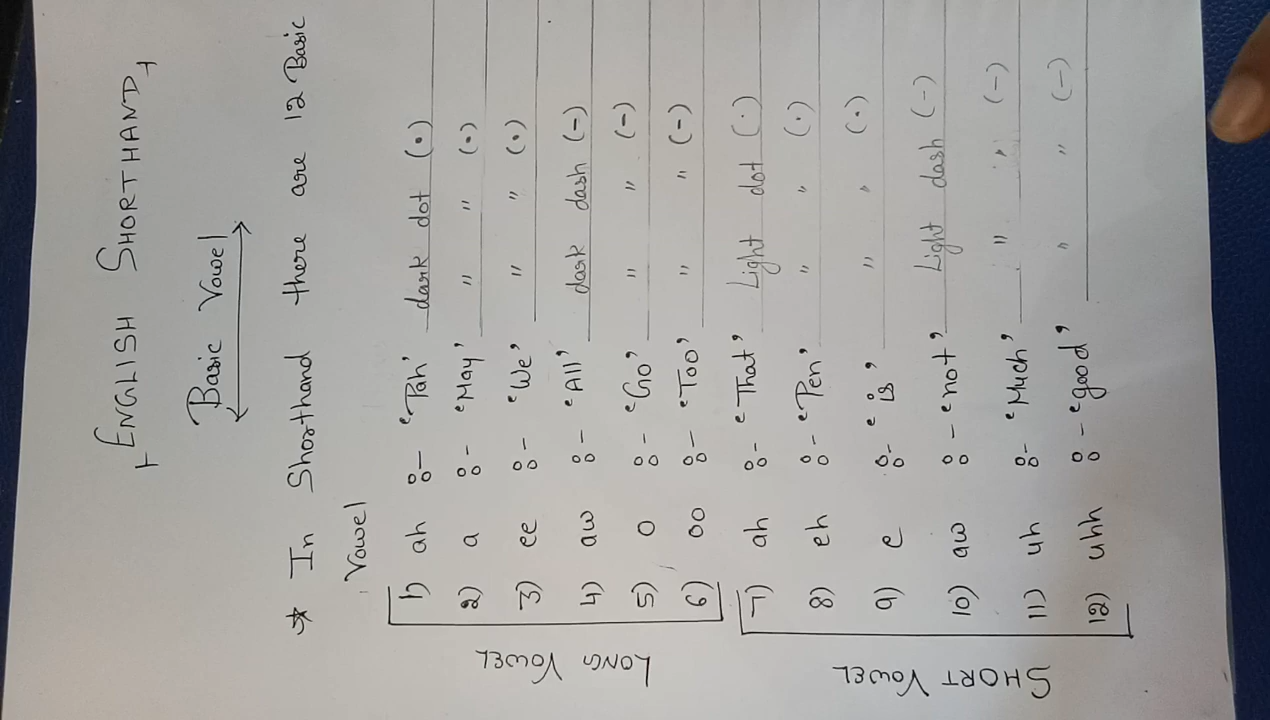 ENGLISH SHORTHAND
Basic Vowel
* In Shorthand there are 12 Basic
Vowel
LONG VOWEL
1) ah :- 'Pah' dark dot (•)
2) a :- 'May' " " (•)
3) ee :- 'We' " " (•)
4) aw :- 'All' dark dash (-)
5) o :- 'Go' " " (-)
6) oo :- 'Too' " " (-)
SHORT VOWEL
7) ah :- 'That' Light dot (.)
8) eh :- 'Pen' " " (.)
9) e :- 'is' " " (.)
10) aw :- 'not' Light dash (-)
11) uh :- 'Much' " " (-)
12) uhh :- 'good' " " (-)